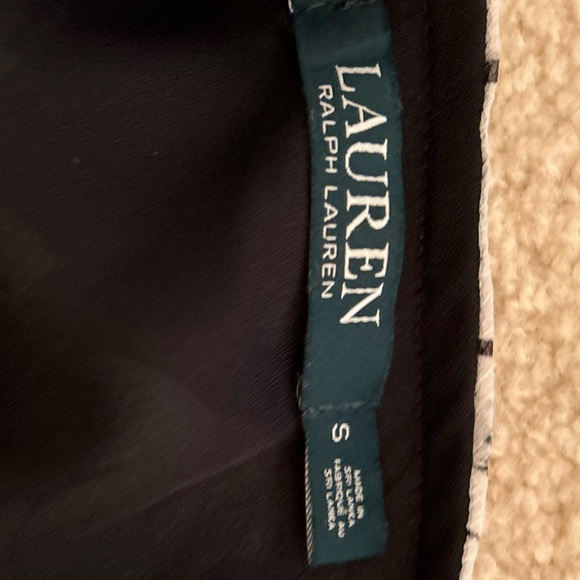 LAUREN
RALPH LAUREN
S
MADE IN
SRI LANKA
FABRIQUÉ AU
SRI LANKA